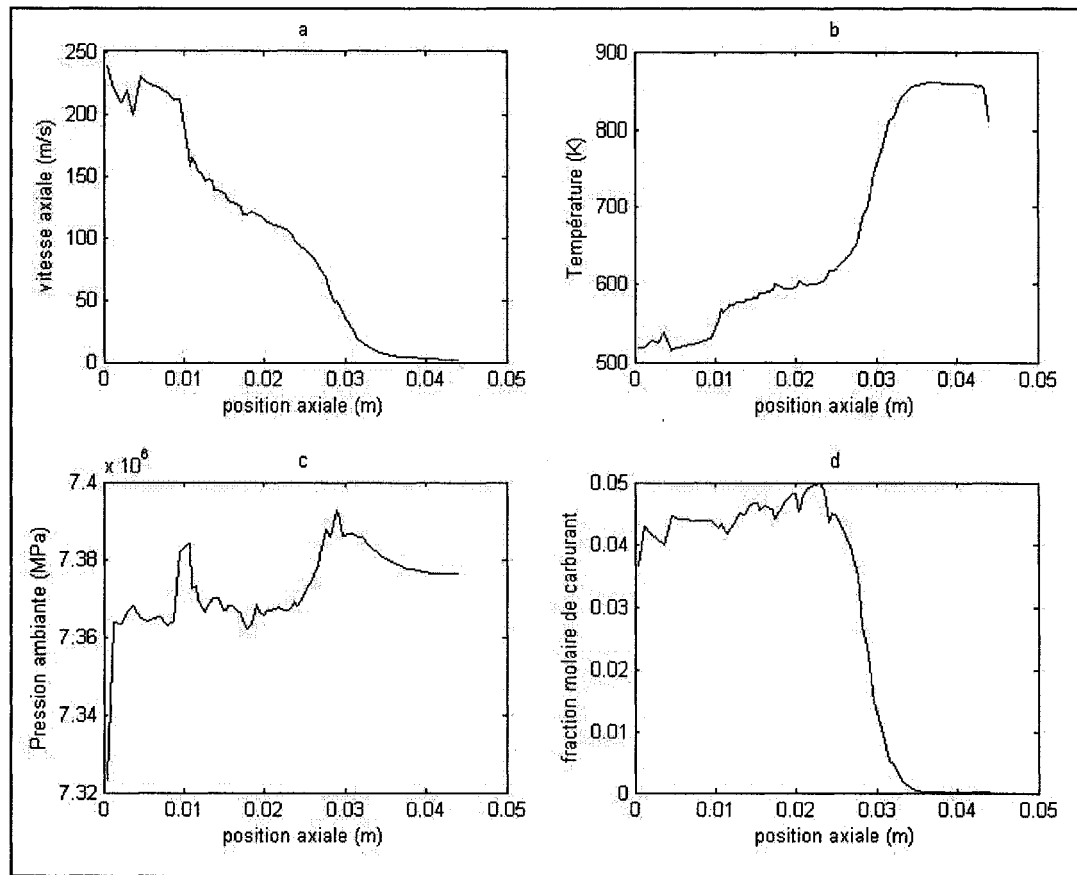 a
250
200
150
100
50
0
vitesse axiale (m/s)
0 0.01 0.02 0.03 0.04 0.05
position axiale (m)
b
900
800
700
600
500
Température (K)
0 0.01 0.02 0.03 0.04 0.05
position axiale (m)
c
x 10^6
7.4
7.38
7.36
7.34
7.32
Pression ambiante (MPa)
0 0.01 0.02 0.03 0.04 0.05
position axiale (m)
d
0.05
0.04
0.03
0.02
0.01
0
fraction molaire de carburant
0 0.01 0.02 0.03 0.04 0.05
position axiale (m)